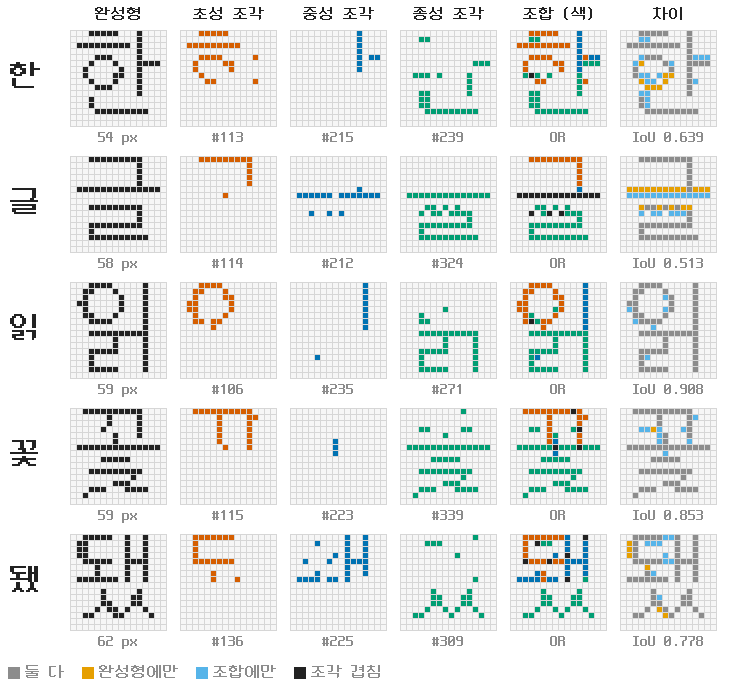 완성형 초성 조각 중성 조각 종성 조각 조합 (색) 차이
한
54 px #113 #215 #239 OR IoU 0.639
글
58 px #114 #212 #324 OR IoU 0.513
읽
59 px #106 #235 #271 OR IoU 0.908
꽃
59 px #115 #223 #339 OR IoU 0.853
됐
62 px #136 #225 #309 OR IoU 0.778
둘 다 완성형에만 조합에만 조각 겹침